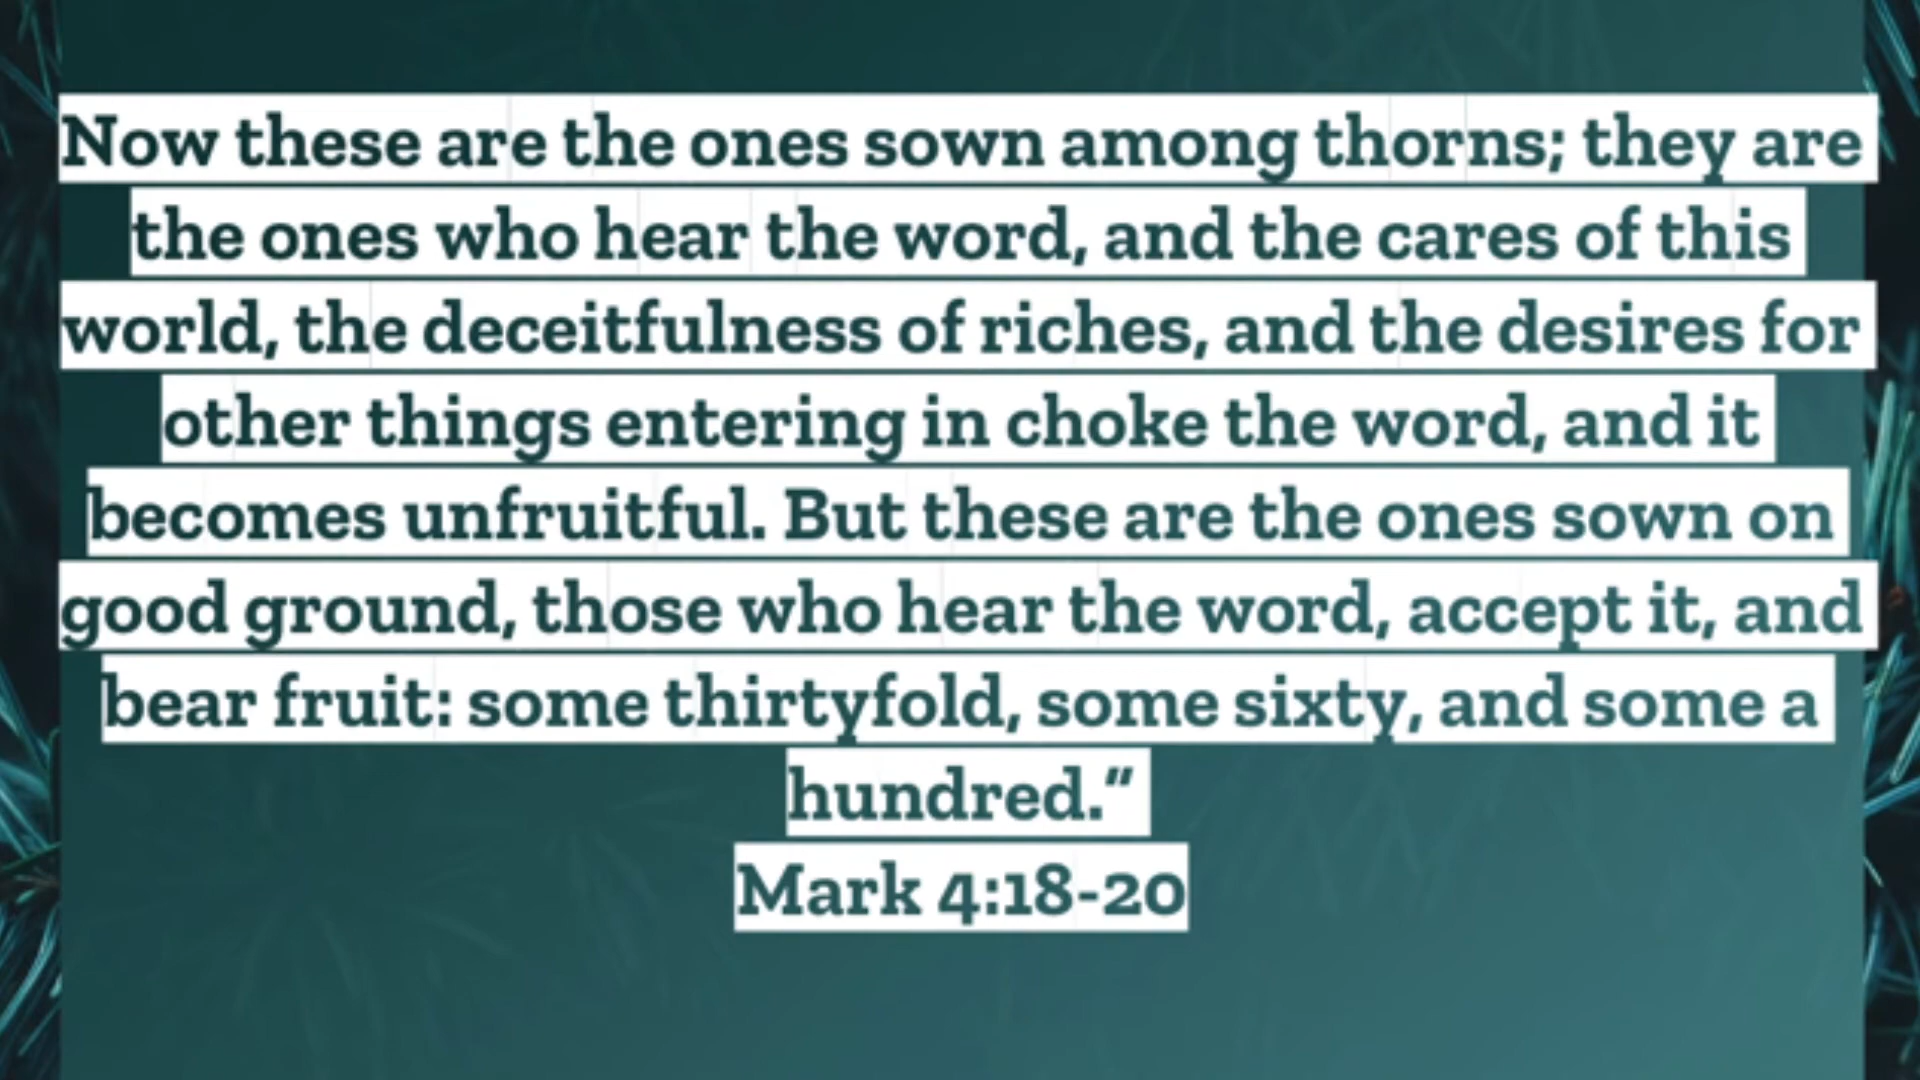 Now these are the ones sown among thorns; they are
the ones who hear the word, and the cares of this
world, the deceitfulness of riches, and the desires for
other things entering in choke the word, and it
becomes unfruitful. But these are the ones sown on
good ground, those who hear the word, accept it, and
bear fruit: some thirtyfold, some sixty, and some a
hundred.”
Mark 4:18-20